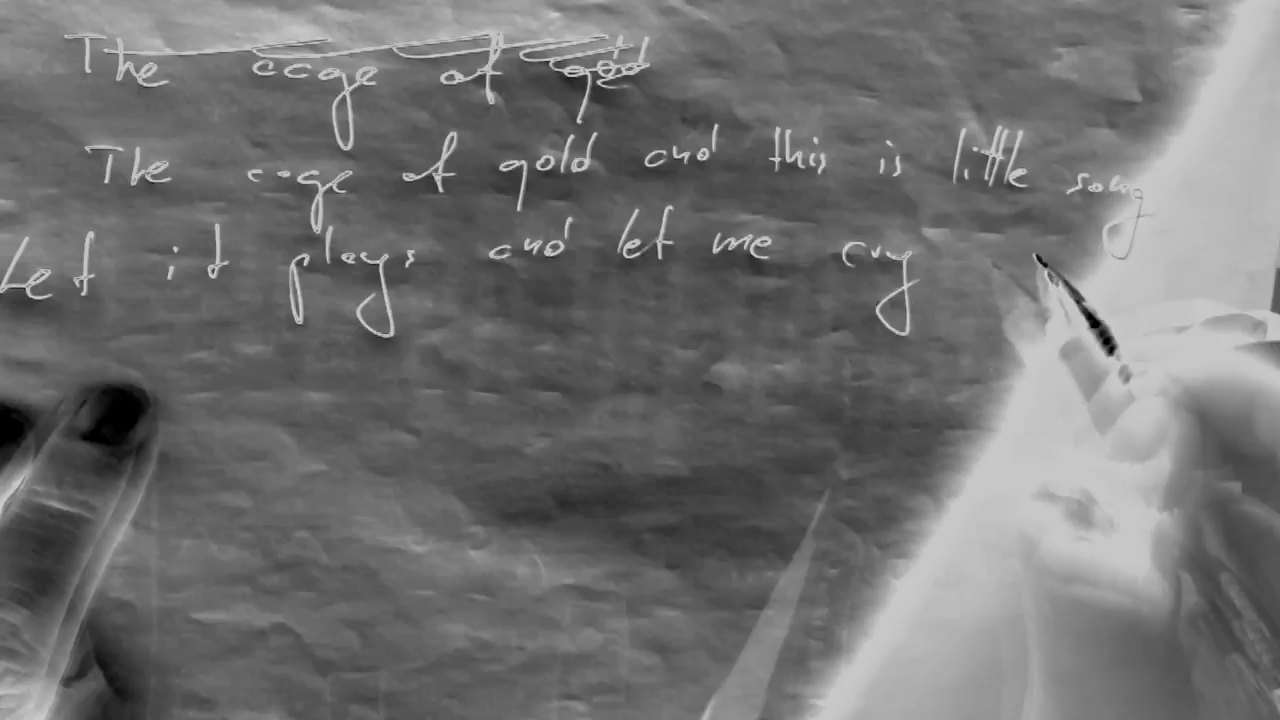 The cage of gold
The cage of gold and this is little song
Let it plays and let me cry